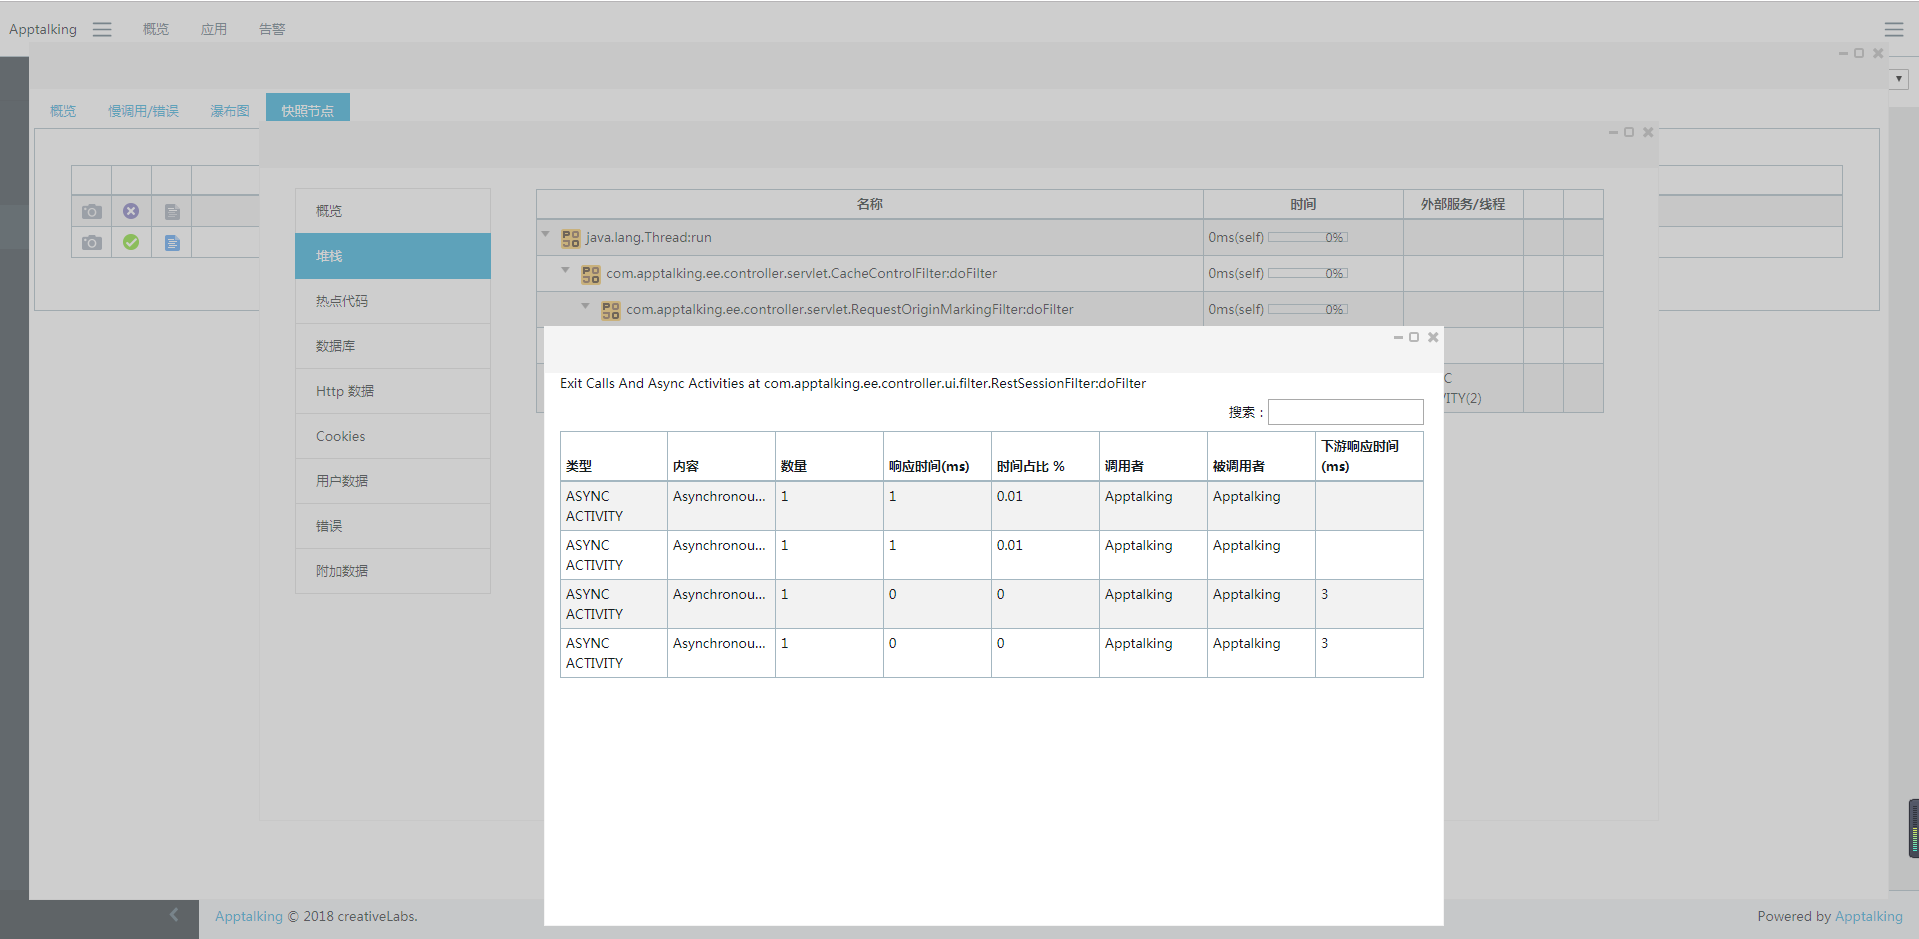 Apptalking 概览 应用 告警
概览 慢调用/错误 瀑布图 快照节点
概览
堆栈
热点代码
数据库
Http 数据
Cookies
用户数据
错误
附加数据
名称 时间 外部服务/线程
java.lang.Thread:run 0ms(self) 0%
com.apptalking.ee.controller.servlet.CacheControlFilter:doFilter 0ms(self) 0%
com.apptalking.ee.controller.servlet.RequestOriginMarkingFilter:doFilter 0ms(self) 0%
C
ITY(2)
Exit Calls And Async Activities at com.apptalking.ee.controller.ui.filter.RestSessionFilter:doFilter
搜索：
类型 内容 数量 响应时间(ms) 时间占比 % 调用者 被调用者 下游响应时间
(ms)
ASYNC Asynchronou... 1 1 0.01 Apptalking Apptalking
ACTIVITY
ASYNC Asynchronou... 1 1 0.01 Apptalking Apptalking
ACTIVITY
ASYNC Asynchronou... 1 0 0 Apptalking Apptalking 3
ACTIVITY
ASYNC Asynchronou... 1 0 0 Apptalking Apptalking 3
ACTIVITY
Apptalking © 2018 creativeLabs.
Powered by Apptalking